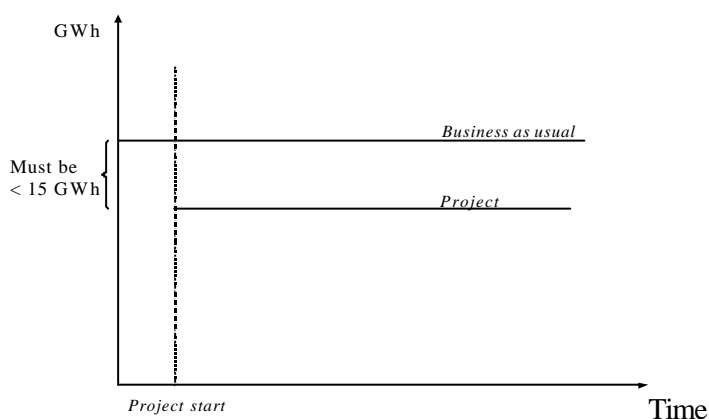 GWh
Business as usual
Must be
< 15 GWh
Project
Project start
Time